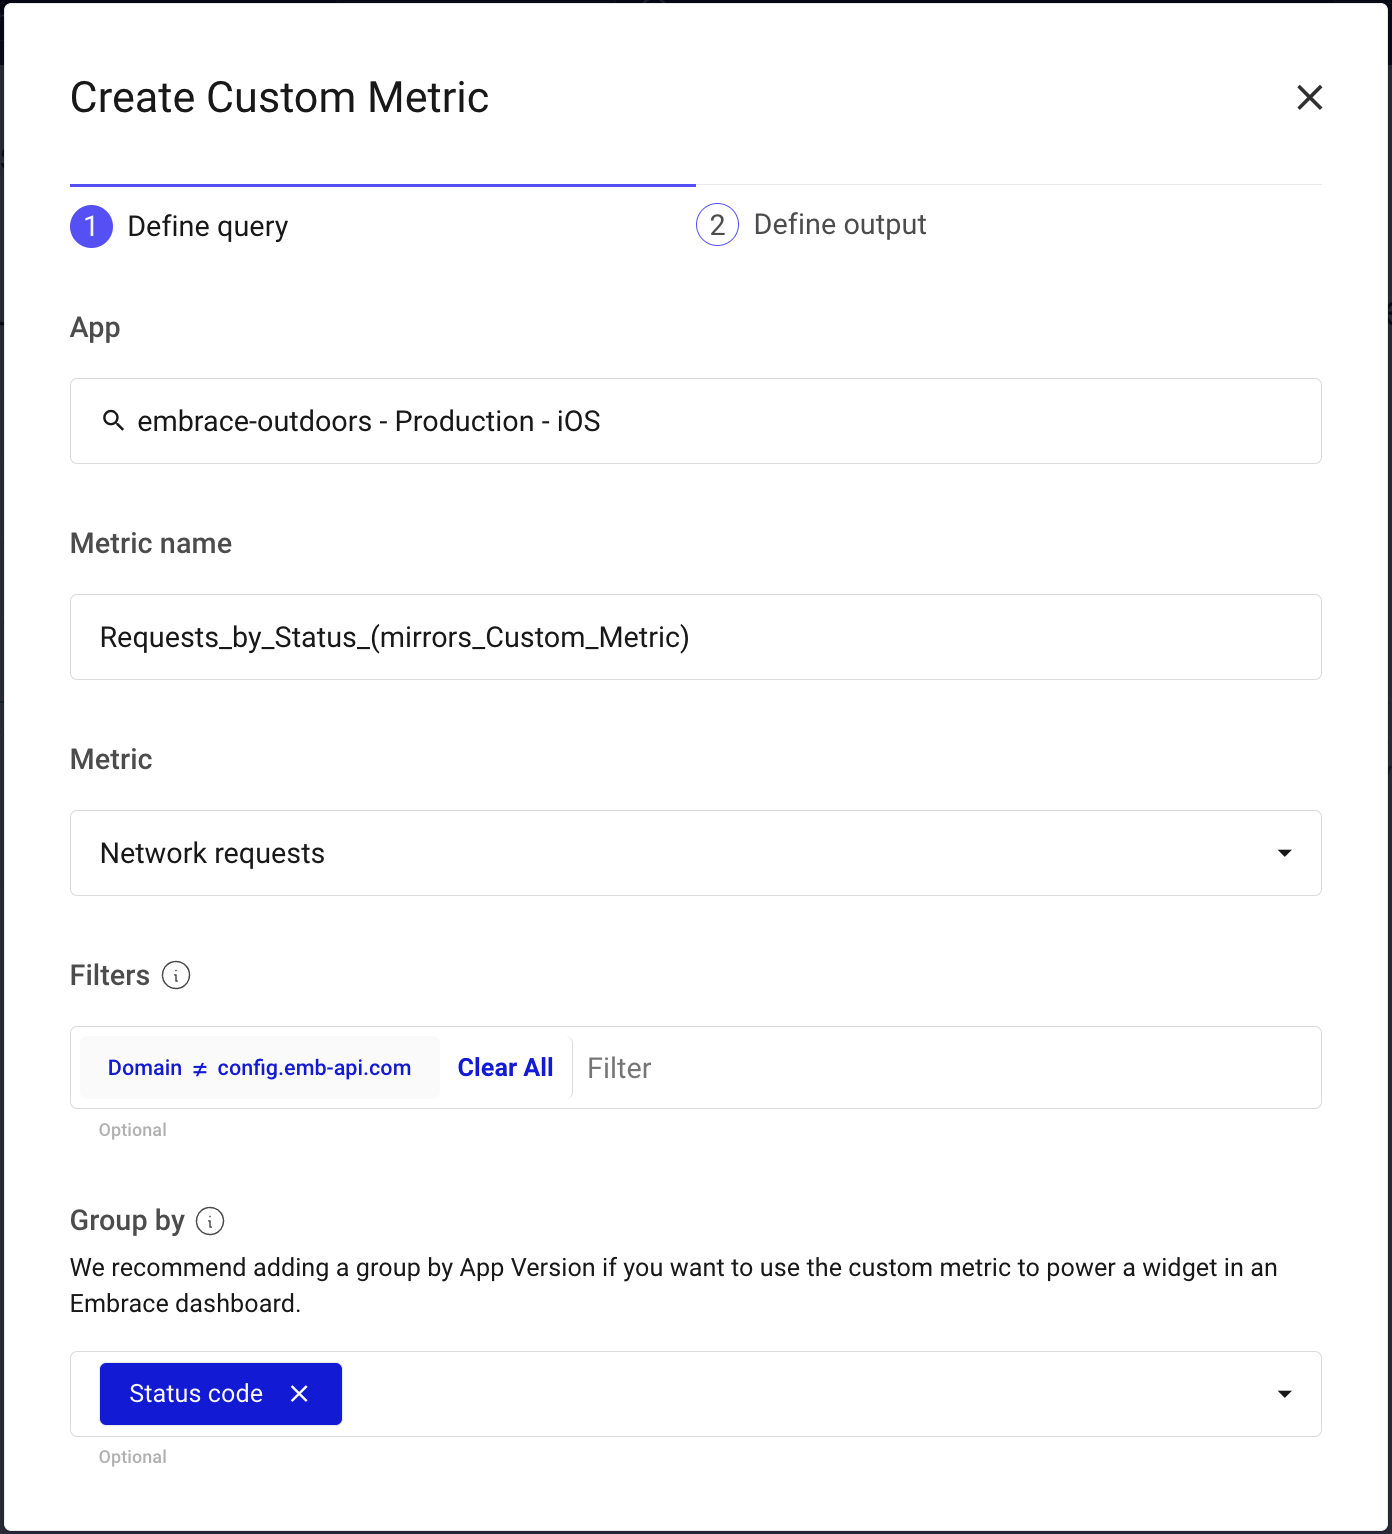 Create Custom Metric
1 Define query
2 Define output
App
embrace-outdoors - Production - iOS
Metric name
Requests_by_Status_(mirrors_Custom_Metric)
Metric
Network requests
Filters i
Domain ≠ config.emb-api.com Clear All Filter
Optional
Group by i
We recommend adding a group by App Version if you want to use the custom metric to power a widget in an
Embrace dashboard.
Status code
Optional